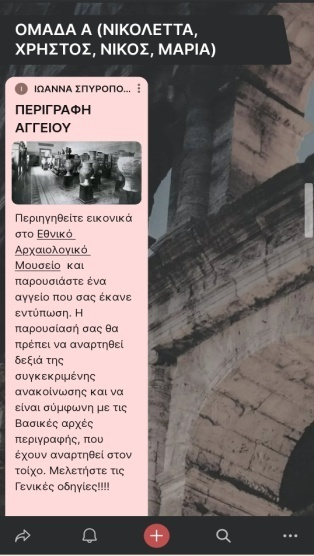 ΟΜΑΔΑ Α (ΝΙΚΟΛΕΤΤΑ,
ΧΡΗΣΤΟΣ, ΝΙΚΟΣ, ΜΑΡΙΑ)
ΙΩΑΝΝΑ ΣΠΥΡΟΠΟ...
ΠΕΡΙΓΡΑΦΗ
ΑΓΓΕΙΟΥ
Περιηγηθείτε εικονικά
στο Εθνικό
Αρχαιολογικό
Μουσείο και
παρουσιάστε ένα
αγγείο που σας έκανε
εντύπωση. Η
παρουσίασή σας θα
πρέπει να αναρτηθεί
δεξιά της
συγκεκριμένης
ανακοίνωσης και να
είναι σύμφωνη με τις
Βασικές αρχές
περιγραφής, που
έχουν αναρτηθεί στον
τοίχο. Μελετήστε τις
Γενικές οδηγίες!!!!